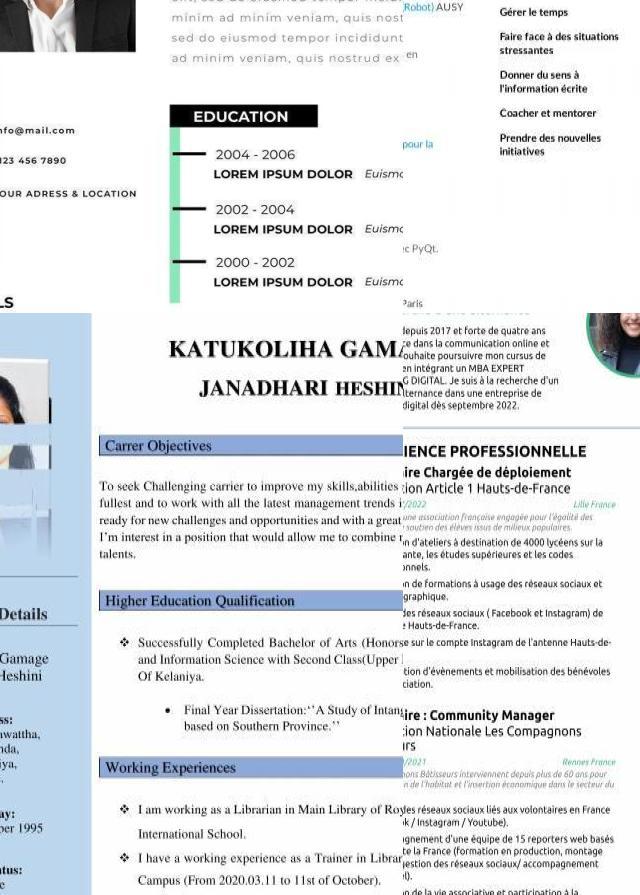 minim ad minim veniam, quis nost
sed do eiusmod tempor incididunt
ad minim veniam, quis nostrud ex
nfo@mail.com
123 456 7890
OUR ADRESS & LOCATION
EDUCATION
2004 - 2006
LOREM IPSUM DOLOR Euismo
2002 - 2004
LOREM IPSUM DOLOR Euismo
2000 - 2002
LOREM IPSUM DOLOR Euismo
LS
(Robot) AUSY
en
pour la
c PyQt.
Paris
Gérer le temps
Faire face à des situations
stressantes
Donner du sens à
l'information écrite
Coacher et mentorer
Prendre des nouvelles
initiatives
Details
Gamage
Heshini
ss:
wattha,
nda,
iya,
ay:
ber 1995
atus:
e
KATUKOLIHA GAMA
JANADHARI HESHIN
Carrer Objectives
To seek Challenging carrier to improve my skills,abilities
fullest and to work with all the latest management trends i
ready for new challenges and opportunities and with a great
I'm interest in a position that would allow me to combine
talents.
Higher Education Qualification
❖ Successfully Completed Bachelor of Arts (Honors
and Information Science with Second Class(Upper
Of Kelaniya.
• Final Year Dissertation:‘’A Study of Intang
based on Southern Province.’’
Working Experiences
❖ I am working as a Librarian in Main Library of Roy
International School.
❖ I have a working experience as a Trainer in Librar
Campus (From 2020.03.11 to 11st of October).
depuis 2017 et forte de quatre ans
ce dans la communication online et
ouhaite poursuivre mon cursus de
en intégrant un MBA EXPERT
G DIGITAL. Je suis à la recherche d'un
lternance dans une entreprise de
digital dès septembre 2022.
IENCE PROFESSIONNELLE
ire Chargée de déploiement
ion Article 1 Hauts-de-France
/2022 Lille France
une association française engagée pour l'égalité des
soutien des élèves issus de milieux populaires.
n d'ateliers à destination de 4000 lycéens sur la
ante, les études supérieures et les codes
onnels.
n de formations à usage des réseaux sociaux et
graphique.
des réseaux sociaux ( Facebook et Instagram) de
e Hauts-de-France.
e sur le compte Instagram de l'antenne Hauts-de-
tion d'évènements et mobilisation des bénévoles
ciation.
ire : Community Manager
ion Nationale Les Compagnons
urs
/2021 Rennes France
nons Bâtisseurs interviennent depuis plus de 60 ans pour
n de l'habitat et l'insertion économique dans le secteur du
les réseaux sociaux liés aux volontaires en France
k / Instagram / Youtube).
gnement d'une équipe de 15 reporters web basés
te la France (formation en production, montage
gestion des réseaux sociaux/ accompagnement
l).
n de la vie associative et participation à la